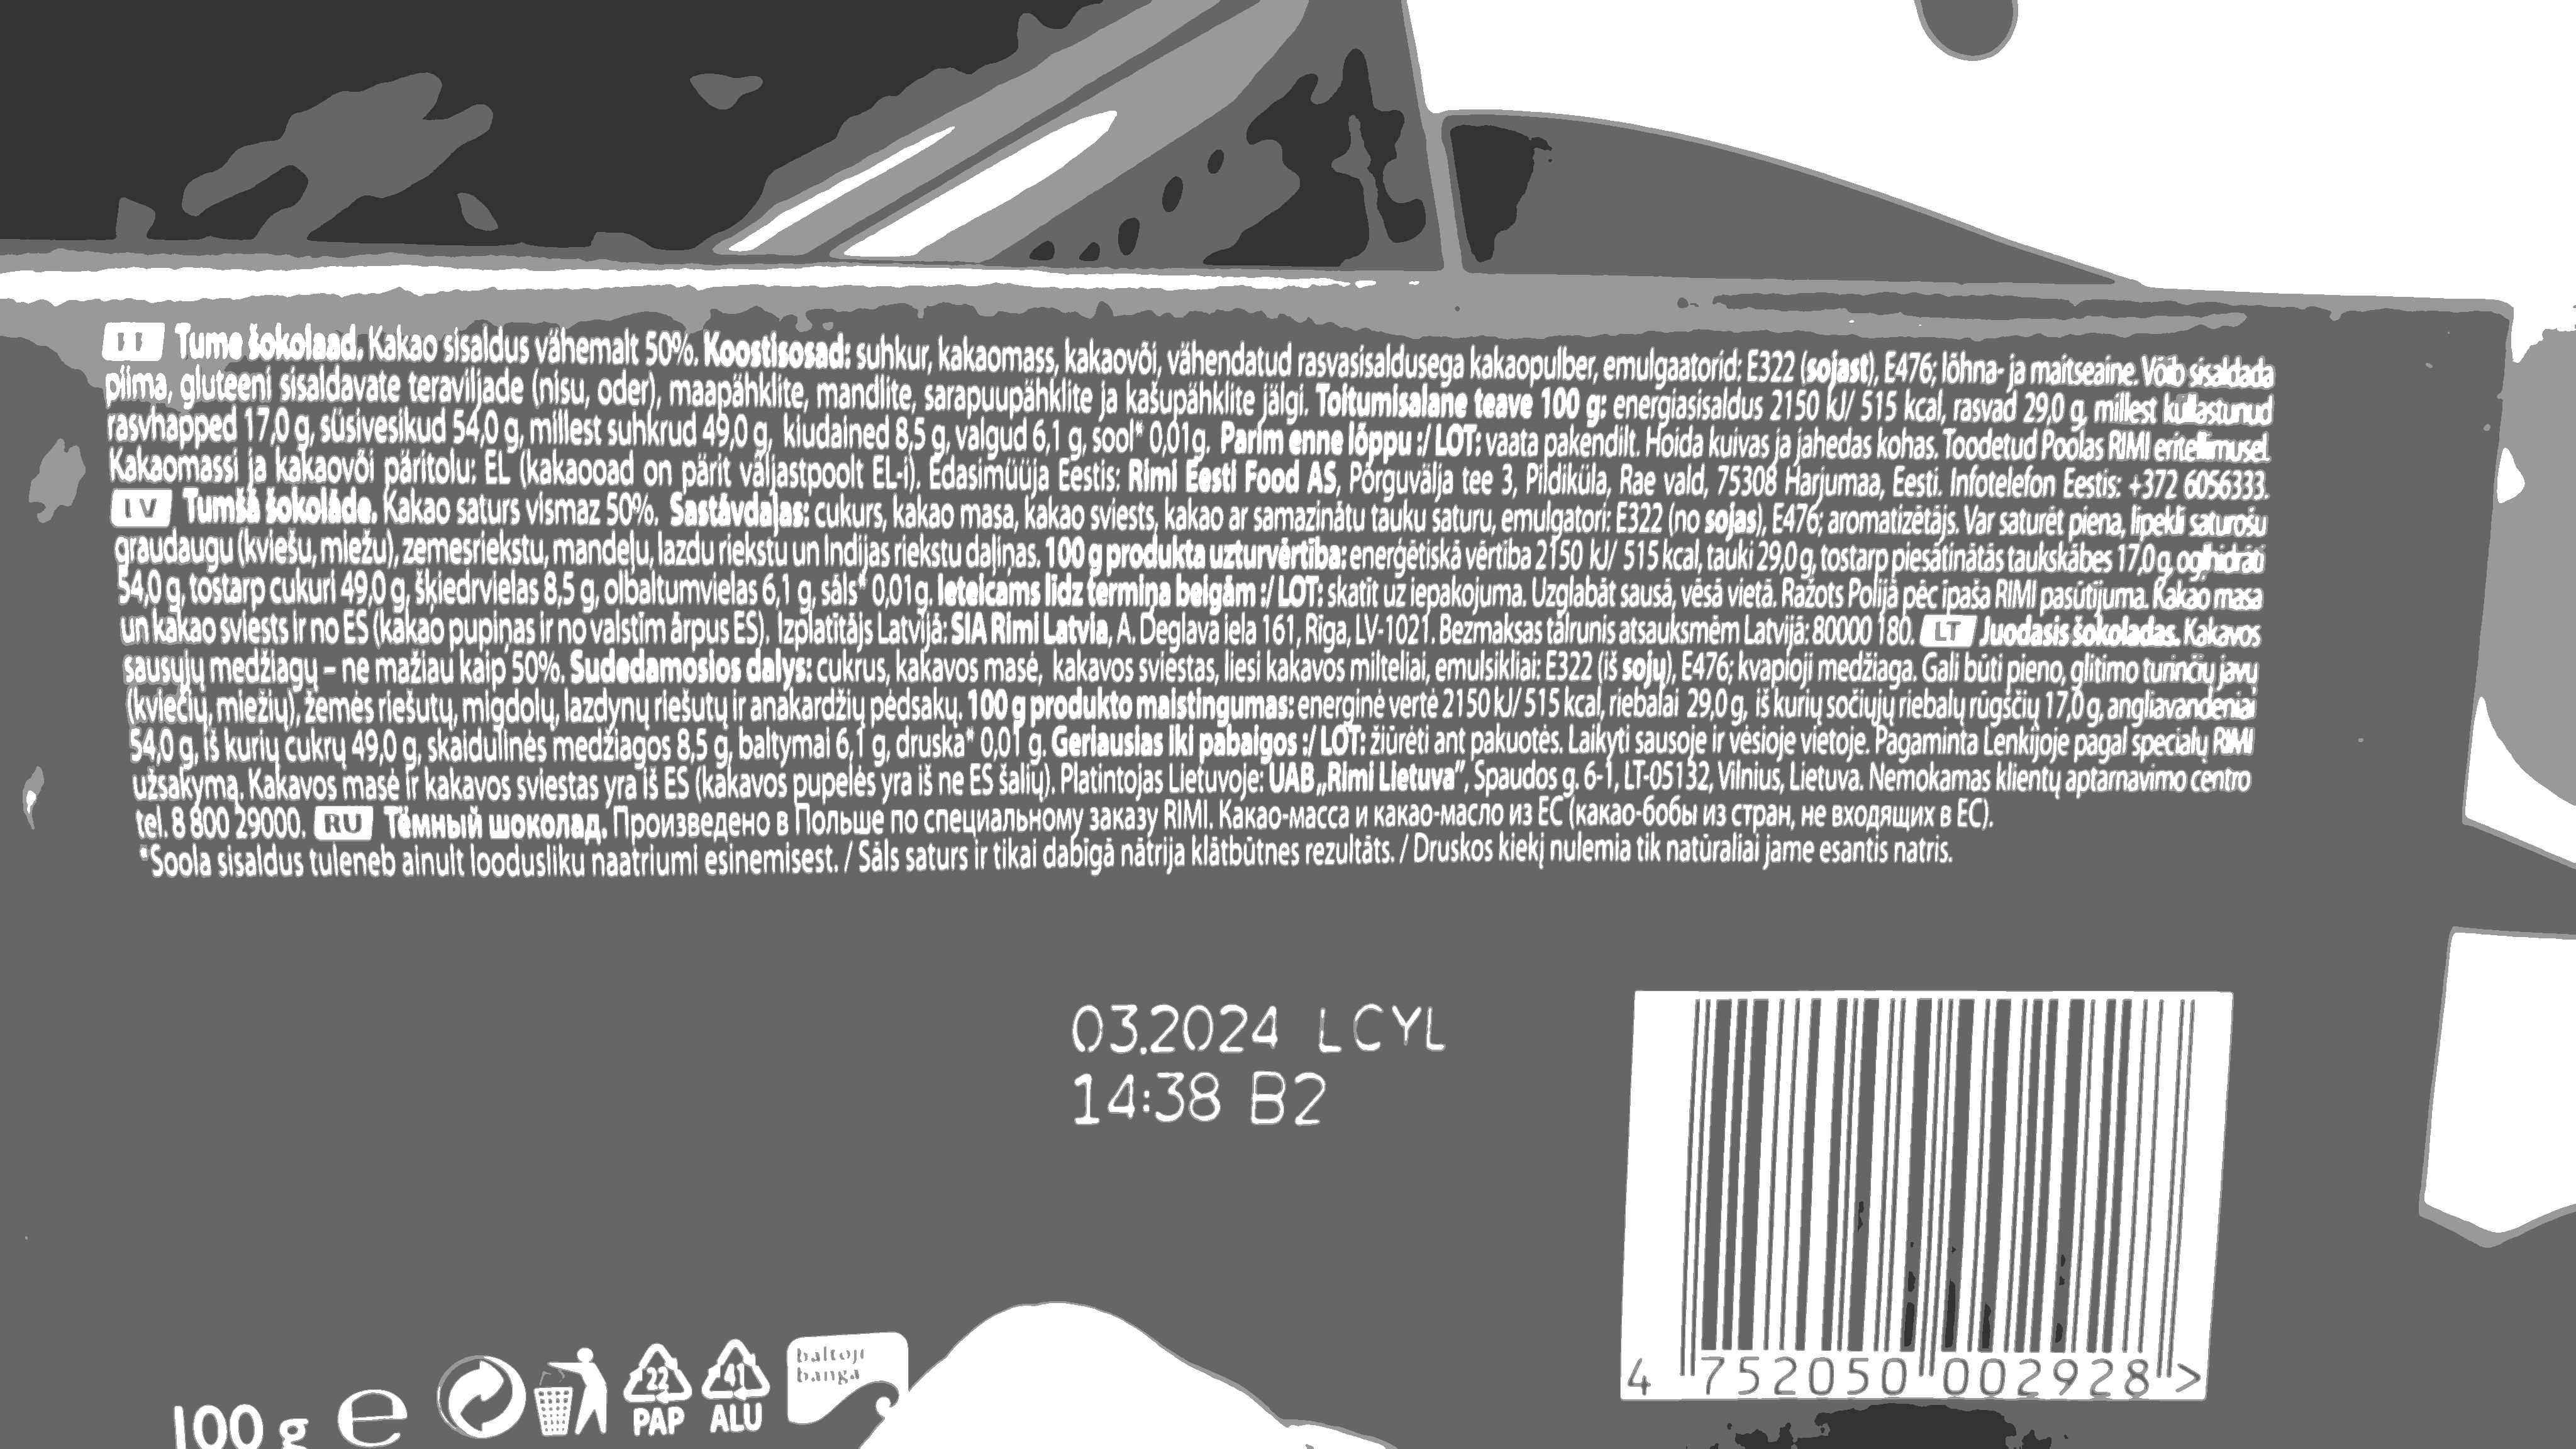 Tume šokolaad. Kakao sisaldus vähemalt 50%. Koostisosad: suhkur, kakaomass, kakaovõi, vähendatud rasvasisaldusega kakaopulber, emulgaatorid: E322 (sojast), E476; lõhna- ja maitseaine. Võib sisaldada
piima, gluteeni sisaldavate teraviljade (nisu, oder), maapähklite, mandlite, sarapuupähklite ja kašupähklite jälgi. Toitumisalane teave 100 g: energiasisaldus 2150 kJ/ 515 kcal, rasvad 29,0 g, millest küllastunud
rasvhapped 17,0 g, süsivesikud 54,0 g, millest suhkrud 49,0 g, kiudained 8,5 g, valgud 6,1 g, sool* 0,01g. Parim enne lõppu :/ LOT: vaata pakendilt. Hoida kuivas ja jahedas kohas. Toodetud Poolas RIMI eritellimusel.
Kakaomassi ja kakaovõi päritolu: EL (kakaooad on pärit väljastpoolt EL-i). Edasimüüja Eestis: Rimi Eesti Food AS, Põrguvälja tee 3, Pildiküla, Rae vald, 75308 Harjumaa, Eesti. Infotelefon Eestis: +372 6056333.
LV Tumšā šokolāde. Kakao saturs vismaz 50%. Sastāvdaļas: cukurs, kakao masa, kakao sviests, kakao ar samazinātu tauku saturu, emulgatori: E322 (no sojas), E476; aromatizētājs. Var saturēt piena, lipekli saturošu
graudaugu (kviešu, miežu), zemesriekstu, mandeļu, lazdu riekstu un Indijas riekstu daļiņas. 100 g produkta uzturvērtība: enerģētiskā vērtība 2150 kJ/ 515 kcal, tauki 29,0 g, tostarp piesātinātās taukskābes 17,0 g, ogļhidrāti
54,0 g, tostarp cukuri 49,0 g, šķiedrvielas 8,5 g, olbaltumvielas 6,1 g, sāls* 0,01g. Ieteicams līdz termiņa beigām :/ LOT: skatīt uz iepakojuma. Uzglabāt sausā, vēsā vietā. Ražots Polijā pēc īpaša RIMI pasūtījuma. Kakao masa
un kakao sviests ir no ES (kakao pupiņas ir no valstīm ārpus ES). Izplatītājs Latvijā: SIA Rimi Latvia, A. Deglava iela 161, Rīga, LV-1021. Bezmaksas tālrunis atsauksmēm Latvijā: 80000 180. LT Juodasis šokoladas. Kakavos
sausųjų medžiagų – ne mažiau kaip 50%. Sudedamosios dalys: cukrus, kakavos masė, kakavos sviestas, liesi kakavos milteliai, emulsikliai: E322 (iš sojų), E476; kvapioji medžiaga. Gali būti pieno, glitimo turinčių javų
(kviečių, miežių), žemės riešutų, migdolų, lazdynų riešutų ir anakardžių pėdsakų. 100 g produkto maistingumas: energinė vertė 2150 kJ/ 515 kcal, riebalai 29,0 g, iš kurių sočiųjų riebalų rūgščių 17,0 g, angliavandeniai
54,0 g, iš kurių cukrų 49,0 g, skaidulinės medžiagos 8,5 g, baltymai 6,1 g, druska* 0,01 g. Geriausias iki pabaigos :/ LOT: žiūrėti ant pakuotės. Laikyti sausoje ir vėsioje vietoje. Pagaminta Lenkijoje pagal specialų RIMI
užsakymą. Kakavos masė ir kakavos sviestas yra iš ES (kakavos pupelės yra iš ne ES šalių). Platintojas Lietuvoje: UAB „Rimi Lietuva”, Spaudos g. 6-1, LT-05132, Vilnius, Lietuva. Nemokamas klientų aptarnavimo centro
tel. 8 800 29000. RU Тёмный шоколад. Произведено в Польше по специальному заказу RIMI. Какао-масса и какао-масло из ЕС (какао-бобы из стран, не входящих в ЕС).
*Soola sisaldus tuleneb ainult loodusliku naatriumi esinemisest. / Sāls saturs ir tikai dabīgā nātrija klātbūtnes rezultāts. / Druskos kiekį nulemia tik natūraliai jame esantis natris.
03.2024 LCYL
14:38 B2
4 752050 002928 >
100 g e
22 PAP
41 ALU
baltoji
banga